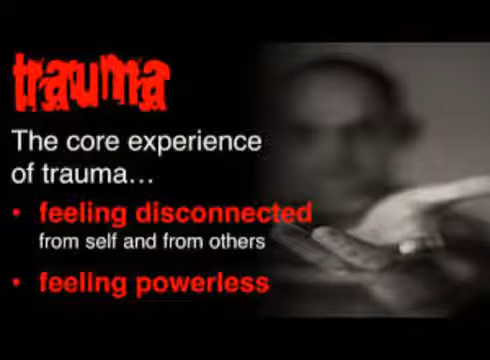 trauma
The core experience
of trauma...
• feeling disconnected
from self and from others
• feeling powerless